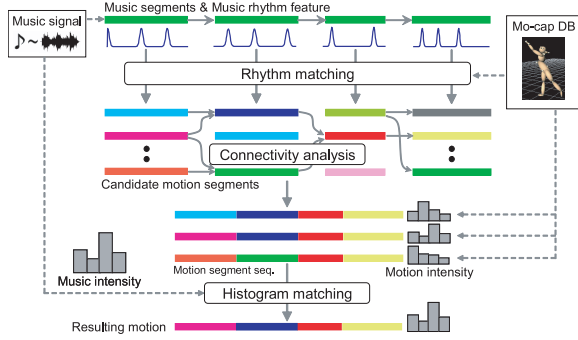 Music signal
Music segments & Music rhythm feature
Mo-cap DB
Rhythm matching
Connectivity analysis
Candidate motion segments
Music intensity
Motion segment seq.
Motion intensity
Histogram matching
Resulting motion